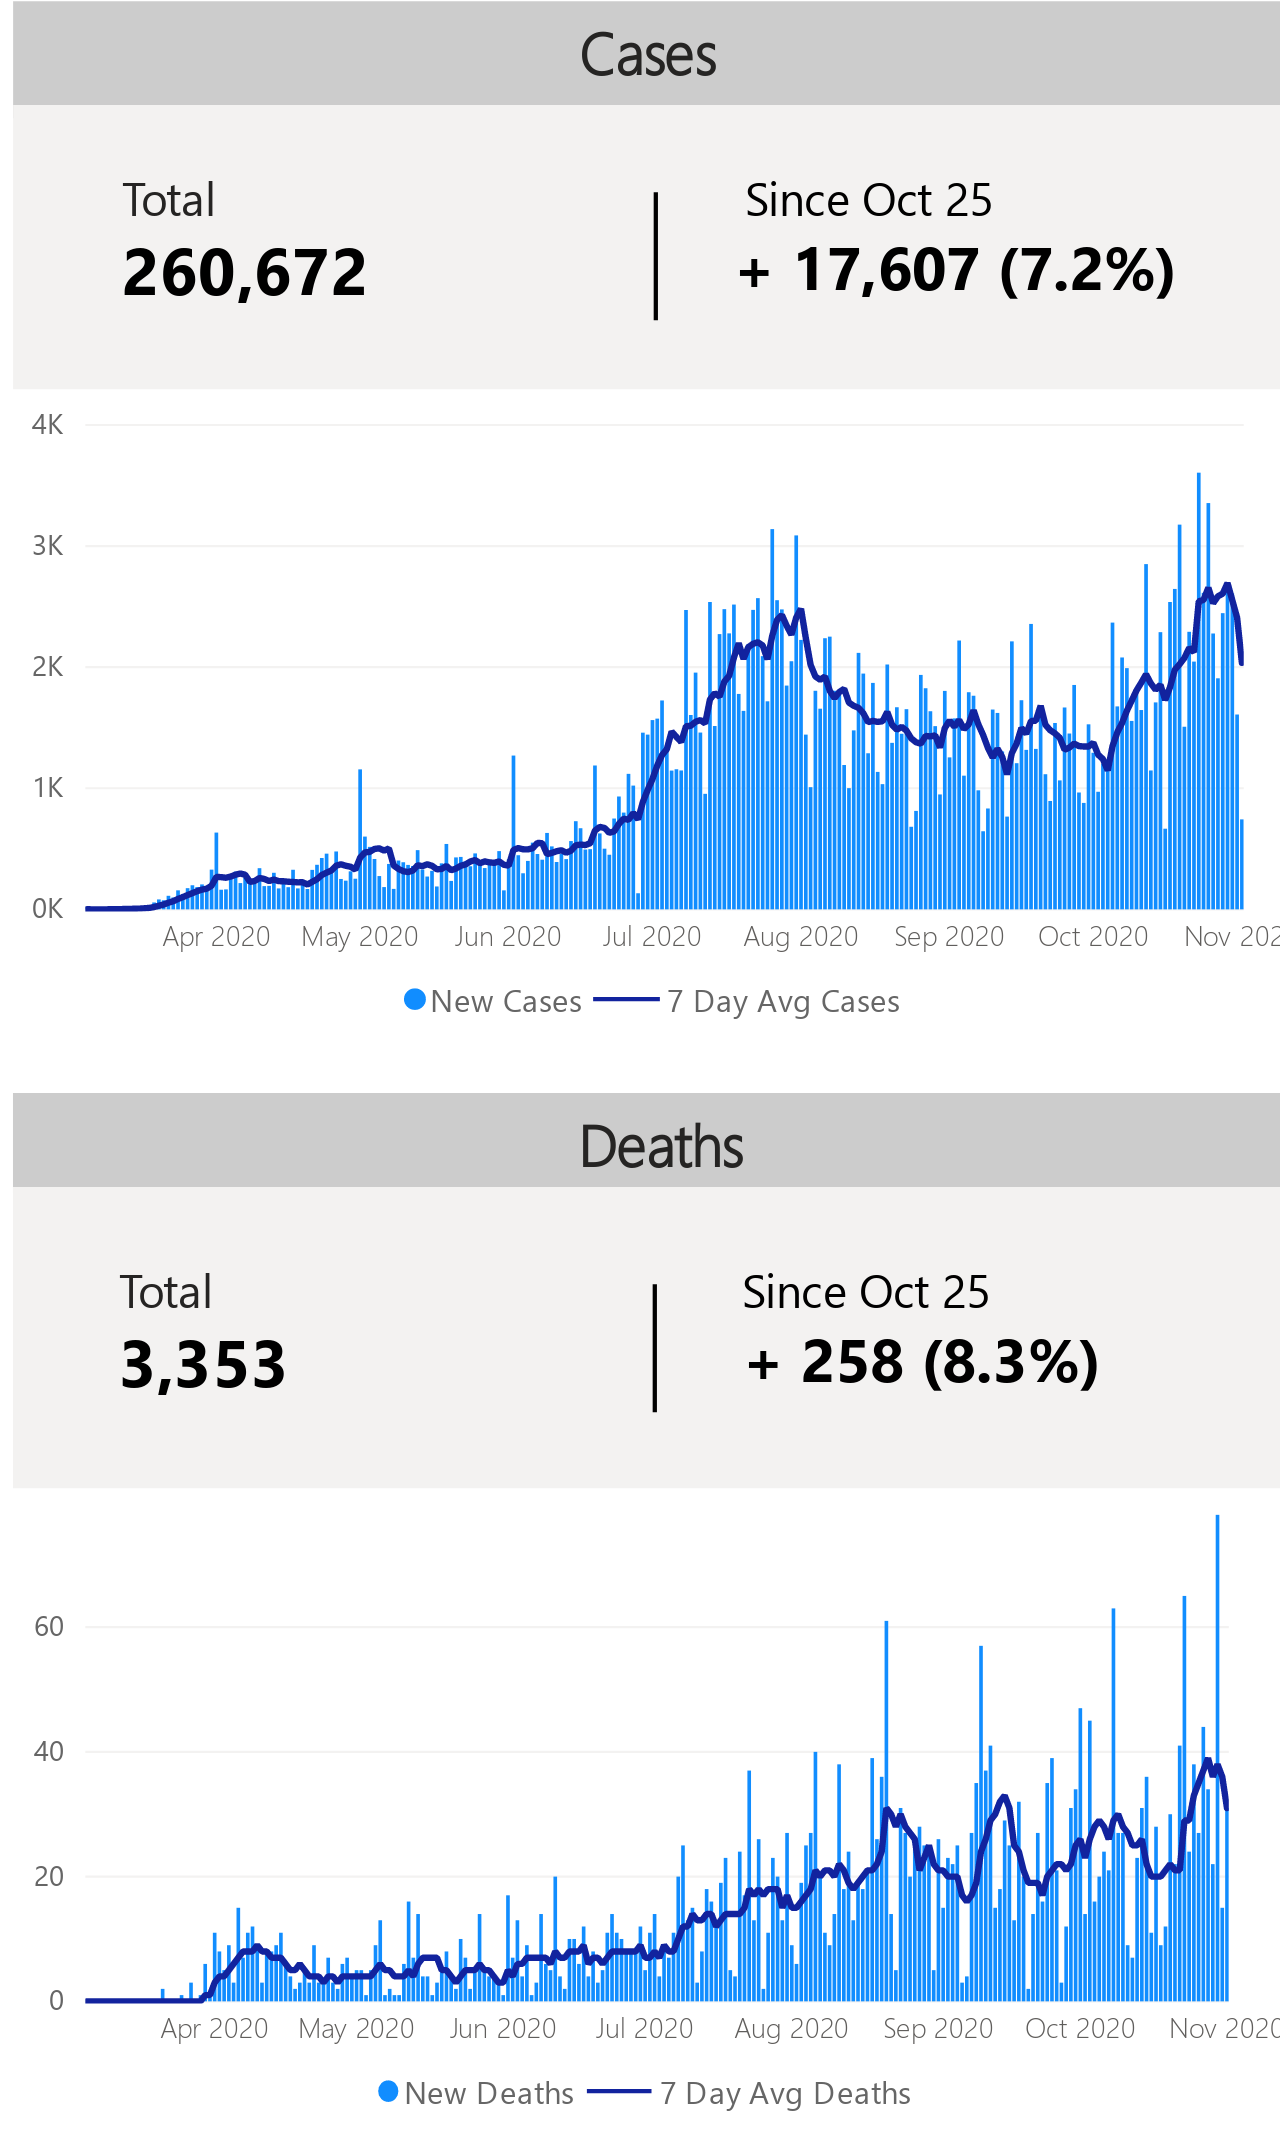 Cases
Total
Since Oct 25
260,672
+ 17,607 (7.2%)
4K
3K
2K
1K
0K
Apr 2020 May 2020 Jun 2020 Jul 2020 Aug 2020 Sep 2020 Oct 2020 Nov 202
New Cases 7 Day Avg Cases
Deaths
Total
Since Oct 25
3,353
+ 258 (8.3%)
60
40
20
0
Apr 2020 May 2020 Jun 2020 Jul 2020 Aug 2020 Sep 2020 Oct 2020 Nov 2020
New Deaths 7 Day Avg Deaths